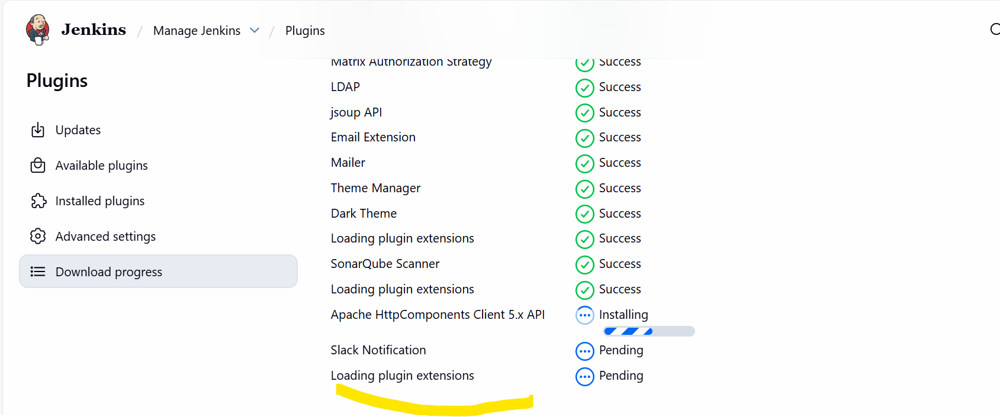 Jenkins / Manage Jenkins / Plugins
Plugins
Updates
Available plugins
Installed plugins
Advanced settings
Download progress
Matrix Authorization Strategy Success
LDAP Success
jsoup API Success
Email Extension Success
Mailer Success
Theme Manager Success
Dark Theme Success
Loading plugin extensions Success
SonarQube Scanner Success
Loading plugin extensions Success
Apache HttpComponents Client 5.x API Installing
Slack Notification Pending
Loading plugin extensions Pending